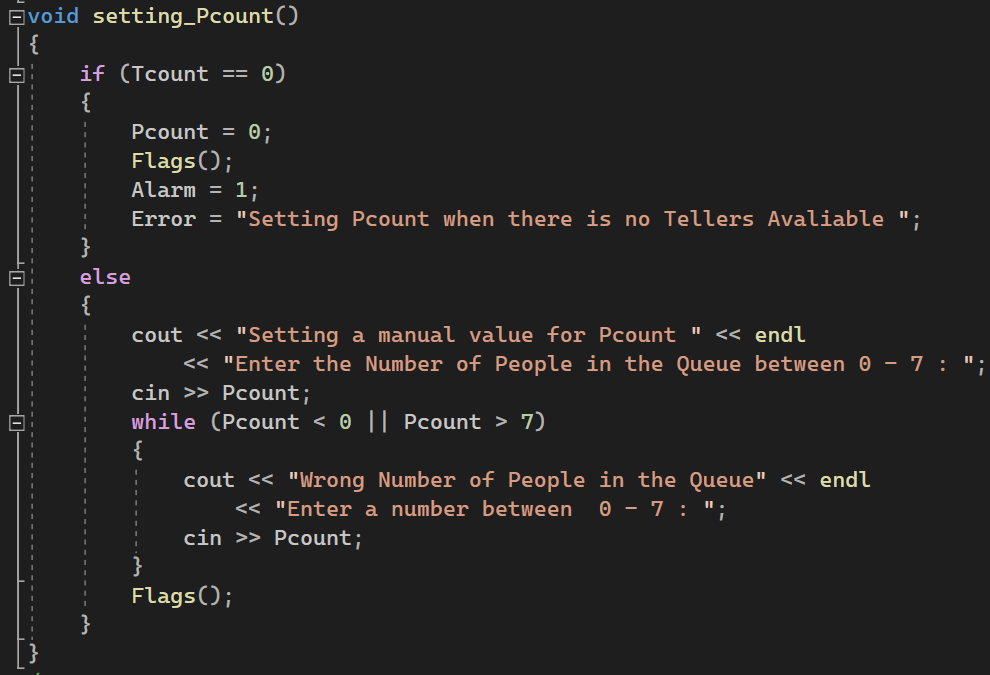 void setting_Pcount()
{
    if (Tcount == 0)
    {
        Pcount = 0;
        Flags();
        Alarm = 1;
        Error = "Setting Pcount when there is no Tellers Avaliable ";
    }
    else
    {
        cout << "Setting a manual value for Pcount " << endl
            << "Enter the Number of People in the Queue between 0 - 7 : ";
        cin >> Pcount;
        while (Pcount < 0 || Pcount > 7)
        {
            cout << "Wrong Number of People in the Queue" << endl
                << "Enter a number between  0 - 7 : ";
            cin >> Pcount;
        }
        Flags();
    }
}